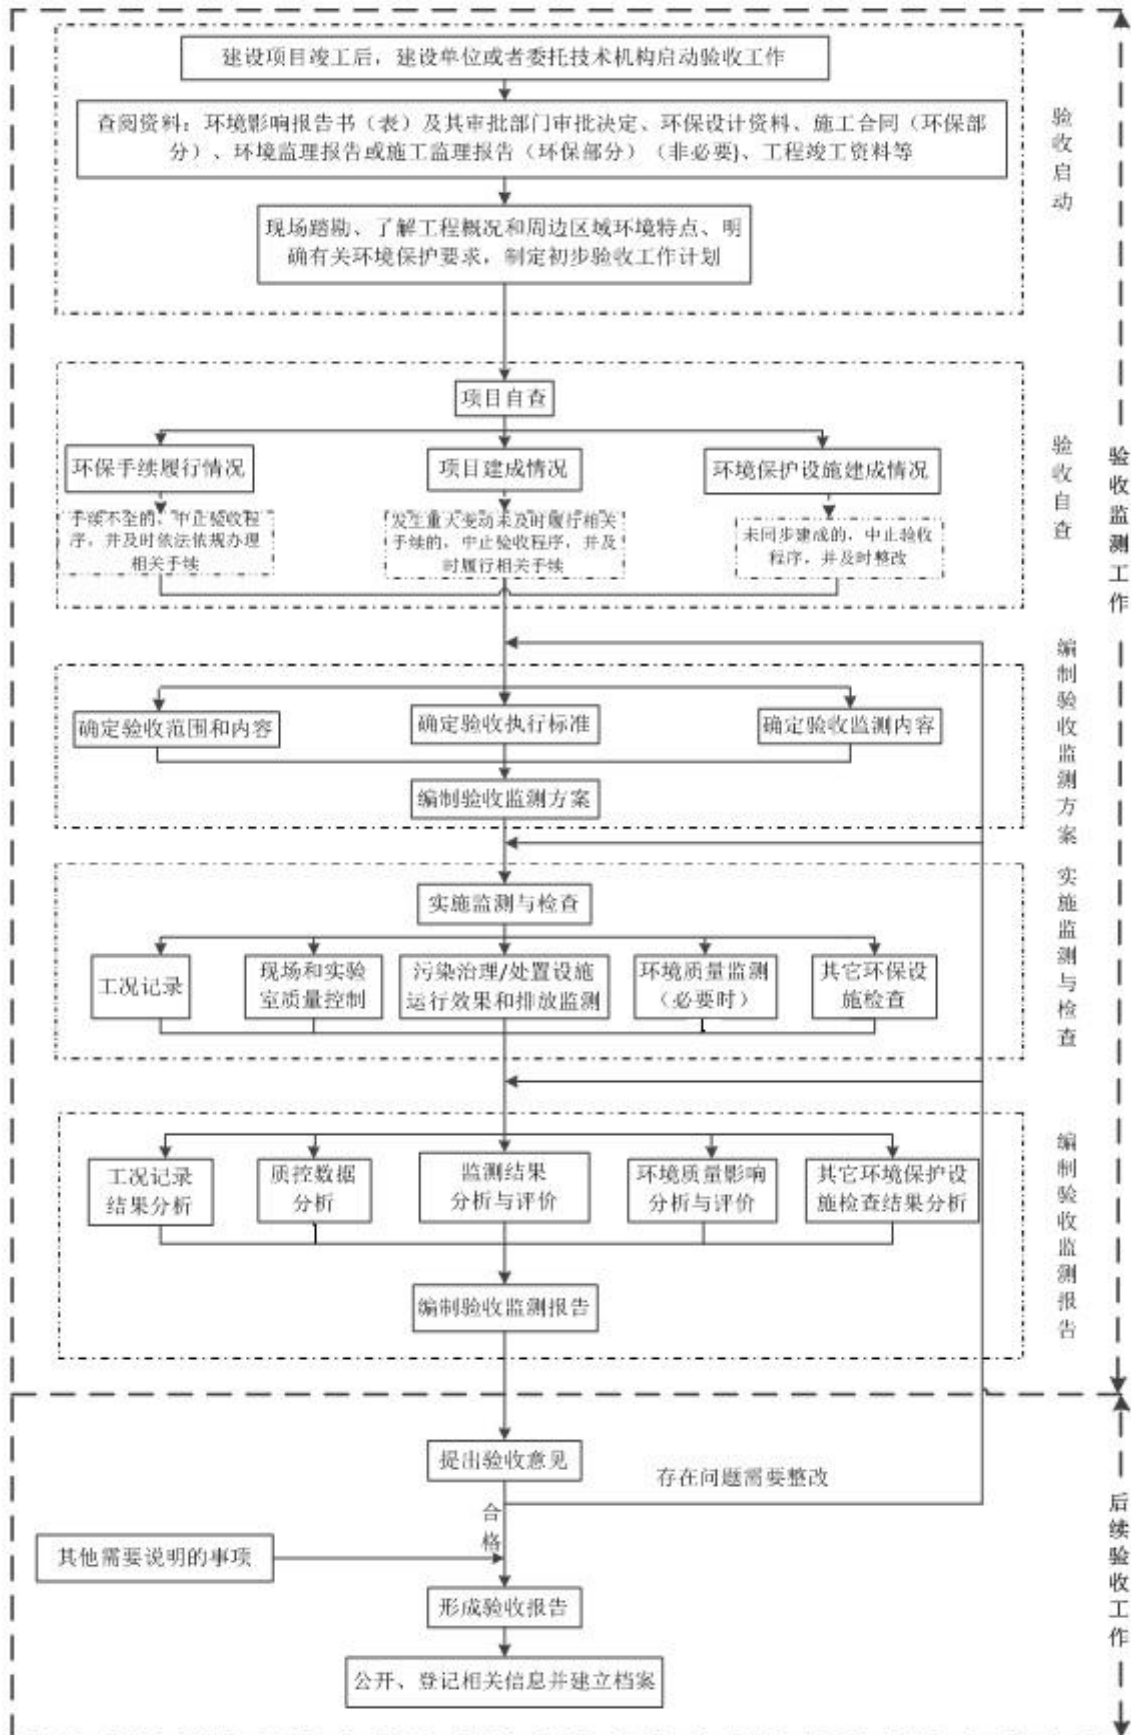 建设项目竣工后，建设单位或者委托技术机构启动验收工作
查阅资料：环境影响报告书（表）及其审批部门审批决定、环保设计资料、施工合同（环保部
分）、环境监理报告或施工监理报告（环保部分）（非必要）、工程竣工资料等
现场踏勘、了解工程概况和周边区域环境特点、明
确有关环境保护要求，制定初步验收工作计划
验收启动
项目自查
环保手续履行情况
项目建成情况
环境保护设施建成情况
手续不全的，中止验收程
序，并及时依法依规办理
相关手续
发生重大变动未及时履行相关
手续的，中止验收程序，并及
时履行相关手续
未同步建成的，中止验收
程序，并及时整改
验收自查
验收监测工作
确定验收范围和内容
确定验收执行标准
确定验收监测内容
编制验收监测方案
编制验收监测方案
实施监测与检查
工况记录
现场和实验
室质量控制
污染治理/处置设施
运行效果和排放监测
环境质量监测
（必要时）
其它环保设
施检查
实施监测与检查
工况记录
结果分析
质控数据
分析
监测结果
分析与评价
环境质量影响
分析与评价
其它环境保护设
施检查结果分析
编制验收监测报告
编制验收监测报告
提出验收意见
存在问题需要整改
合格
其他需要说明的事项
形成验收报告
公开、登记相关信息并建立档案
后续验收工作